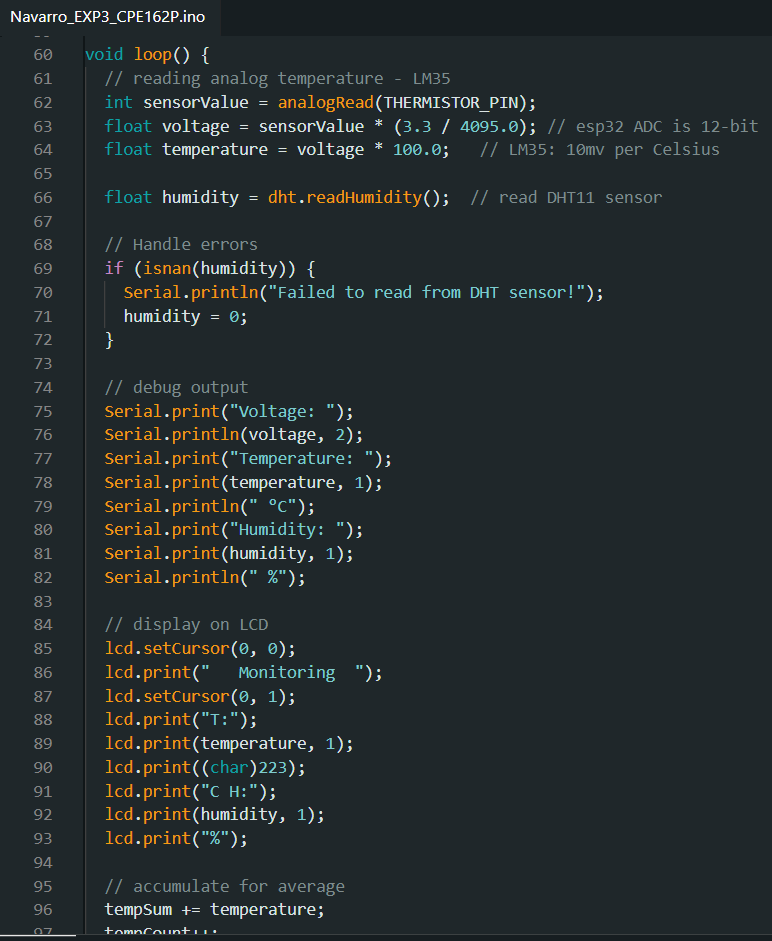 Navarro_EXP3_CPE162P.ino
60 void loop() {
61 // reading analog temperature - LM35
62 int sensorValue = analogRead(THERMISTOR_PIN);
63 float voltage = sensorValue * (3.3 / 4095.0); // esp32 ADC is 12-bit
64 float temperature = voltage * 100.0;   // LM35: 10mv per Celsius
65
66 float humidity = dht.readHumidity();  // read DHT11 sensor
67
68 // Handle errors
69 if (isnan(humidity)) {
70 Serial.println("Failed to read from DHT sensor!");
71 humidity = 0;
72 }
73
74 // debug output
75 Serial.print("Voltage: ");
76 Serial.println(voltage, 2);
77 Serial.print("Temperature: ");
78 Serial.print(temperature, 1);
79 Serial.println(" °C");
80 Serial.print("Humidity: ");
81 Serial.print(humidity, 1);
82 Serial.println(" %");
83
84 // display on LCD
85 lcd.setCursor(0, 0);
86 lcd.print("   Monitoring  ");
87 lcd.setCursor(0, 1);
88 lcd.print("T:");
89 lcd.print(temperature, 1);
90 lcd.print((char)223);
91 lcd.print("C H:");
92 lcd.print(humidity, 1);
93 lcd.print("%");
94
95 // accumulate for average
96 tempSum += temperature;
97 tempCount++;